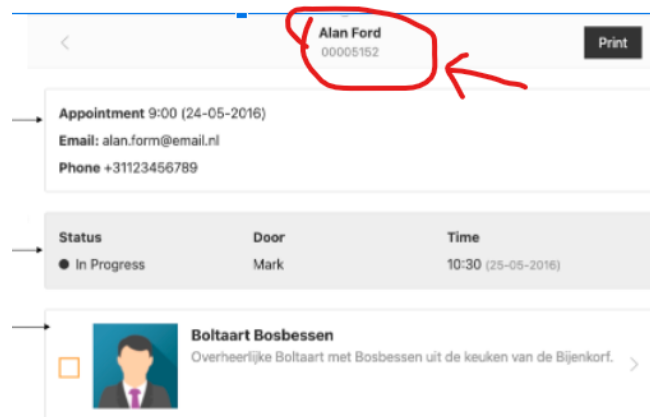 Alan Ford
00005152
Print
Appointment 9:00 (24-05-2016)
Email: alan.form@email.nl
Phone +31123456789
Status Door Time
In Progress Mark 10:30 (25-05-2016)
Boltaart Bosbessen
Overheerlijke Boltaart met Bosbessen uit de keuken van de Bijenkorf.